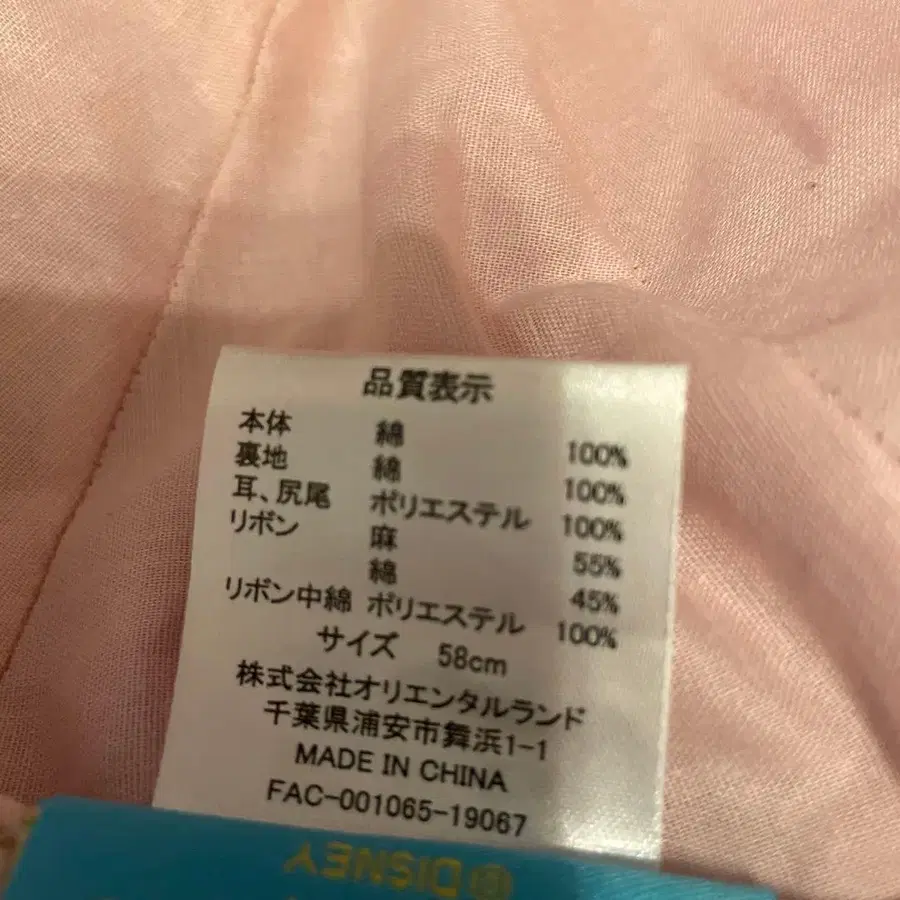 品質表示
本体 綿 100%
裏地 綿 100%
耳、尻尾 ポリエステル 100%
リボン 麻 55%
綿 45%
リボン中綿 ポリエステル 100%
サイズ 58cm
株式会社オリエンタルランド
千葉県浦安市舞浜1-1
MADE IN CHINA
FAC-001065-19067
© DISNEY